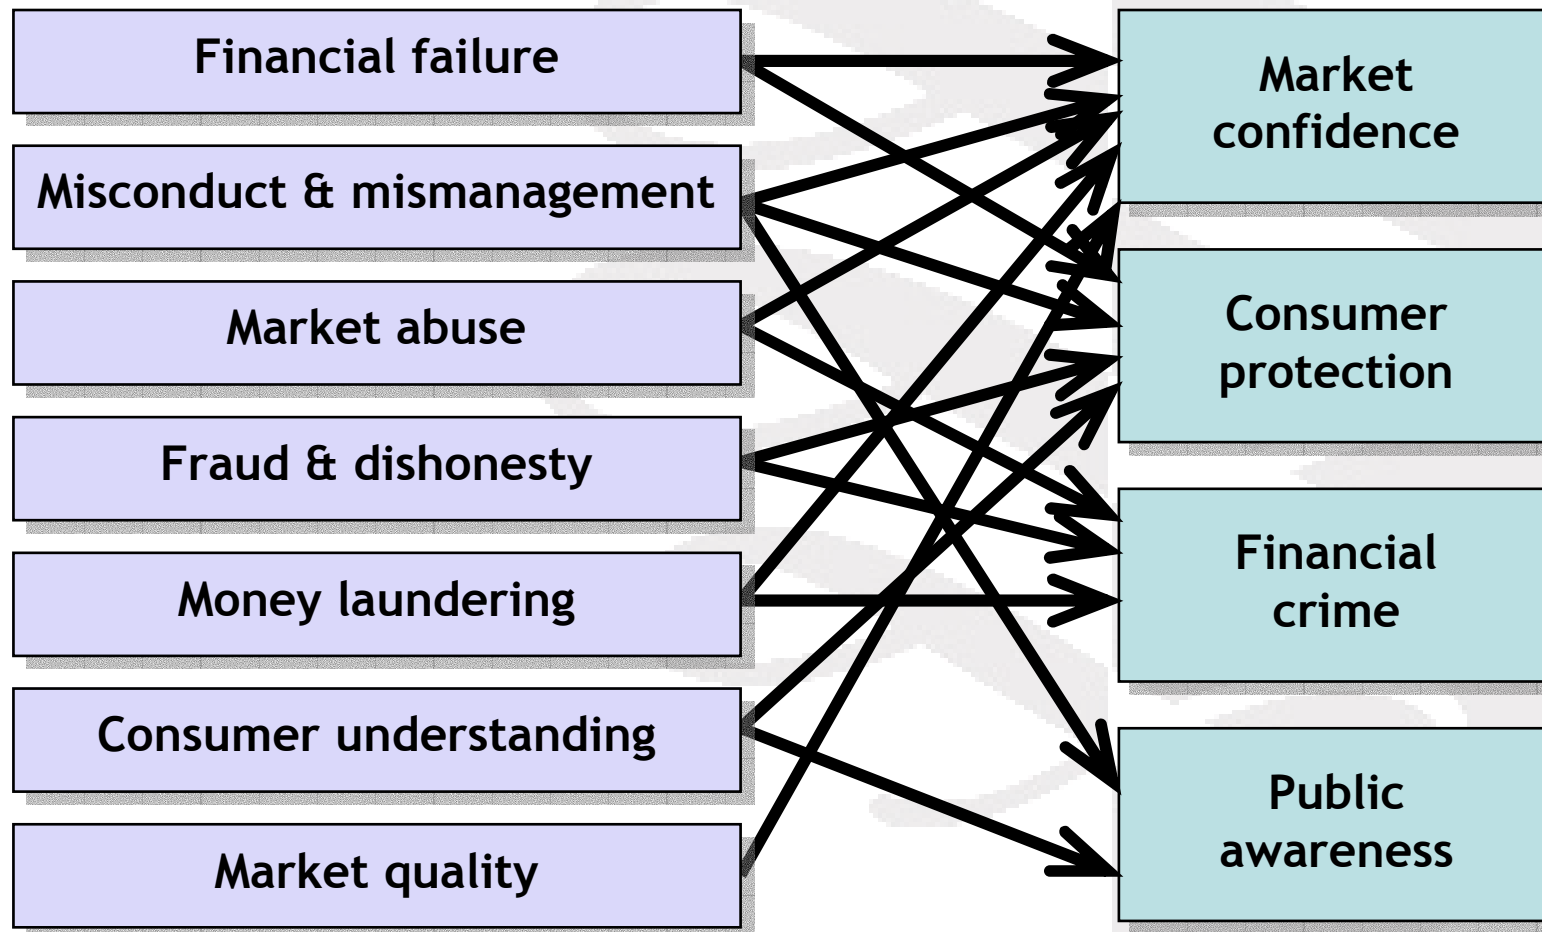 Financial failure
Misconduct & mismanagement
Market abuse
Fraud & dishonesty
Money laundering
Consumer understanding
Market quality
Market
confidence
Consumer
protection
Financial
crime
Public
awareness